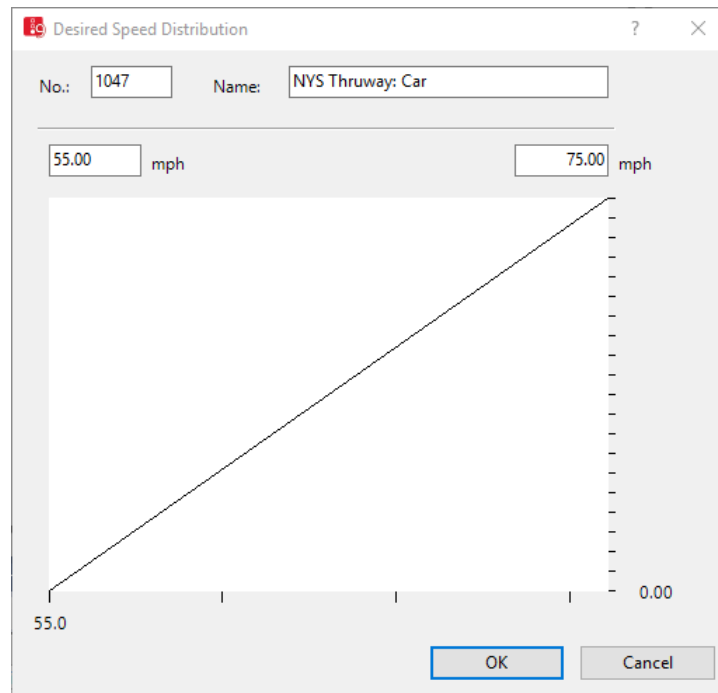 Desired Speed Distribution
No.: 1047 Name: NYS Thruway: Car
55.00 mph 75.00 mph
0.00
55.0
OK Cancel